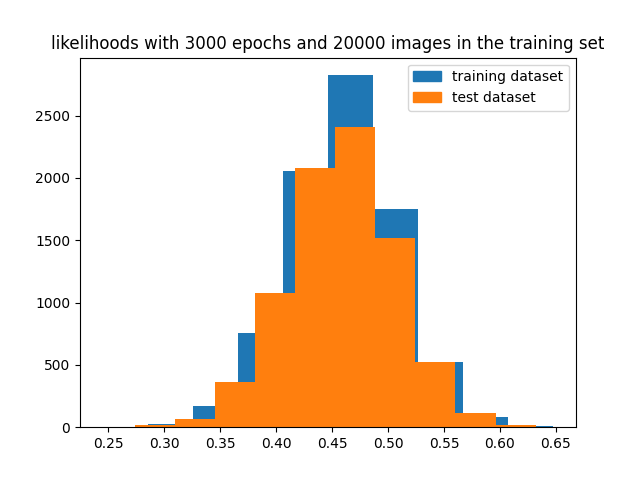 likelihoods with 3000 epochs and 20000 images in the training set
training dataset
test dataset
2500
2000
1500
1000
500
0
0.25 0.30 0.35 0.40 0.45 0.50 0.55 0.60 0.65